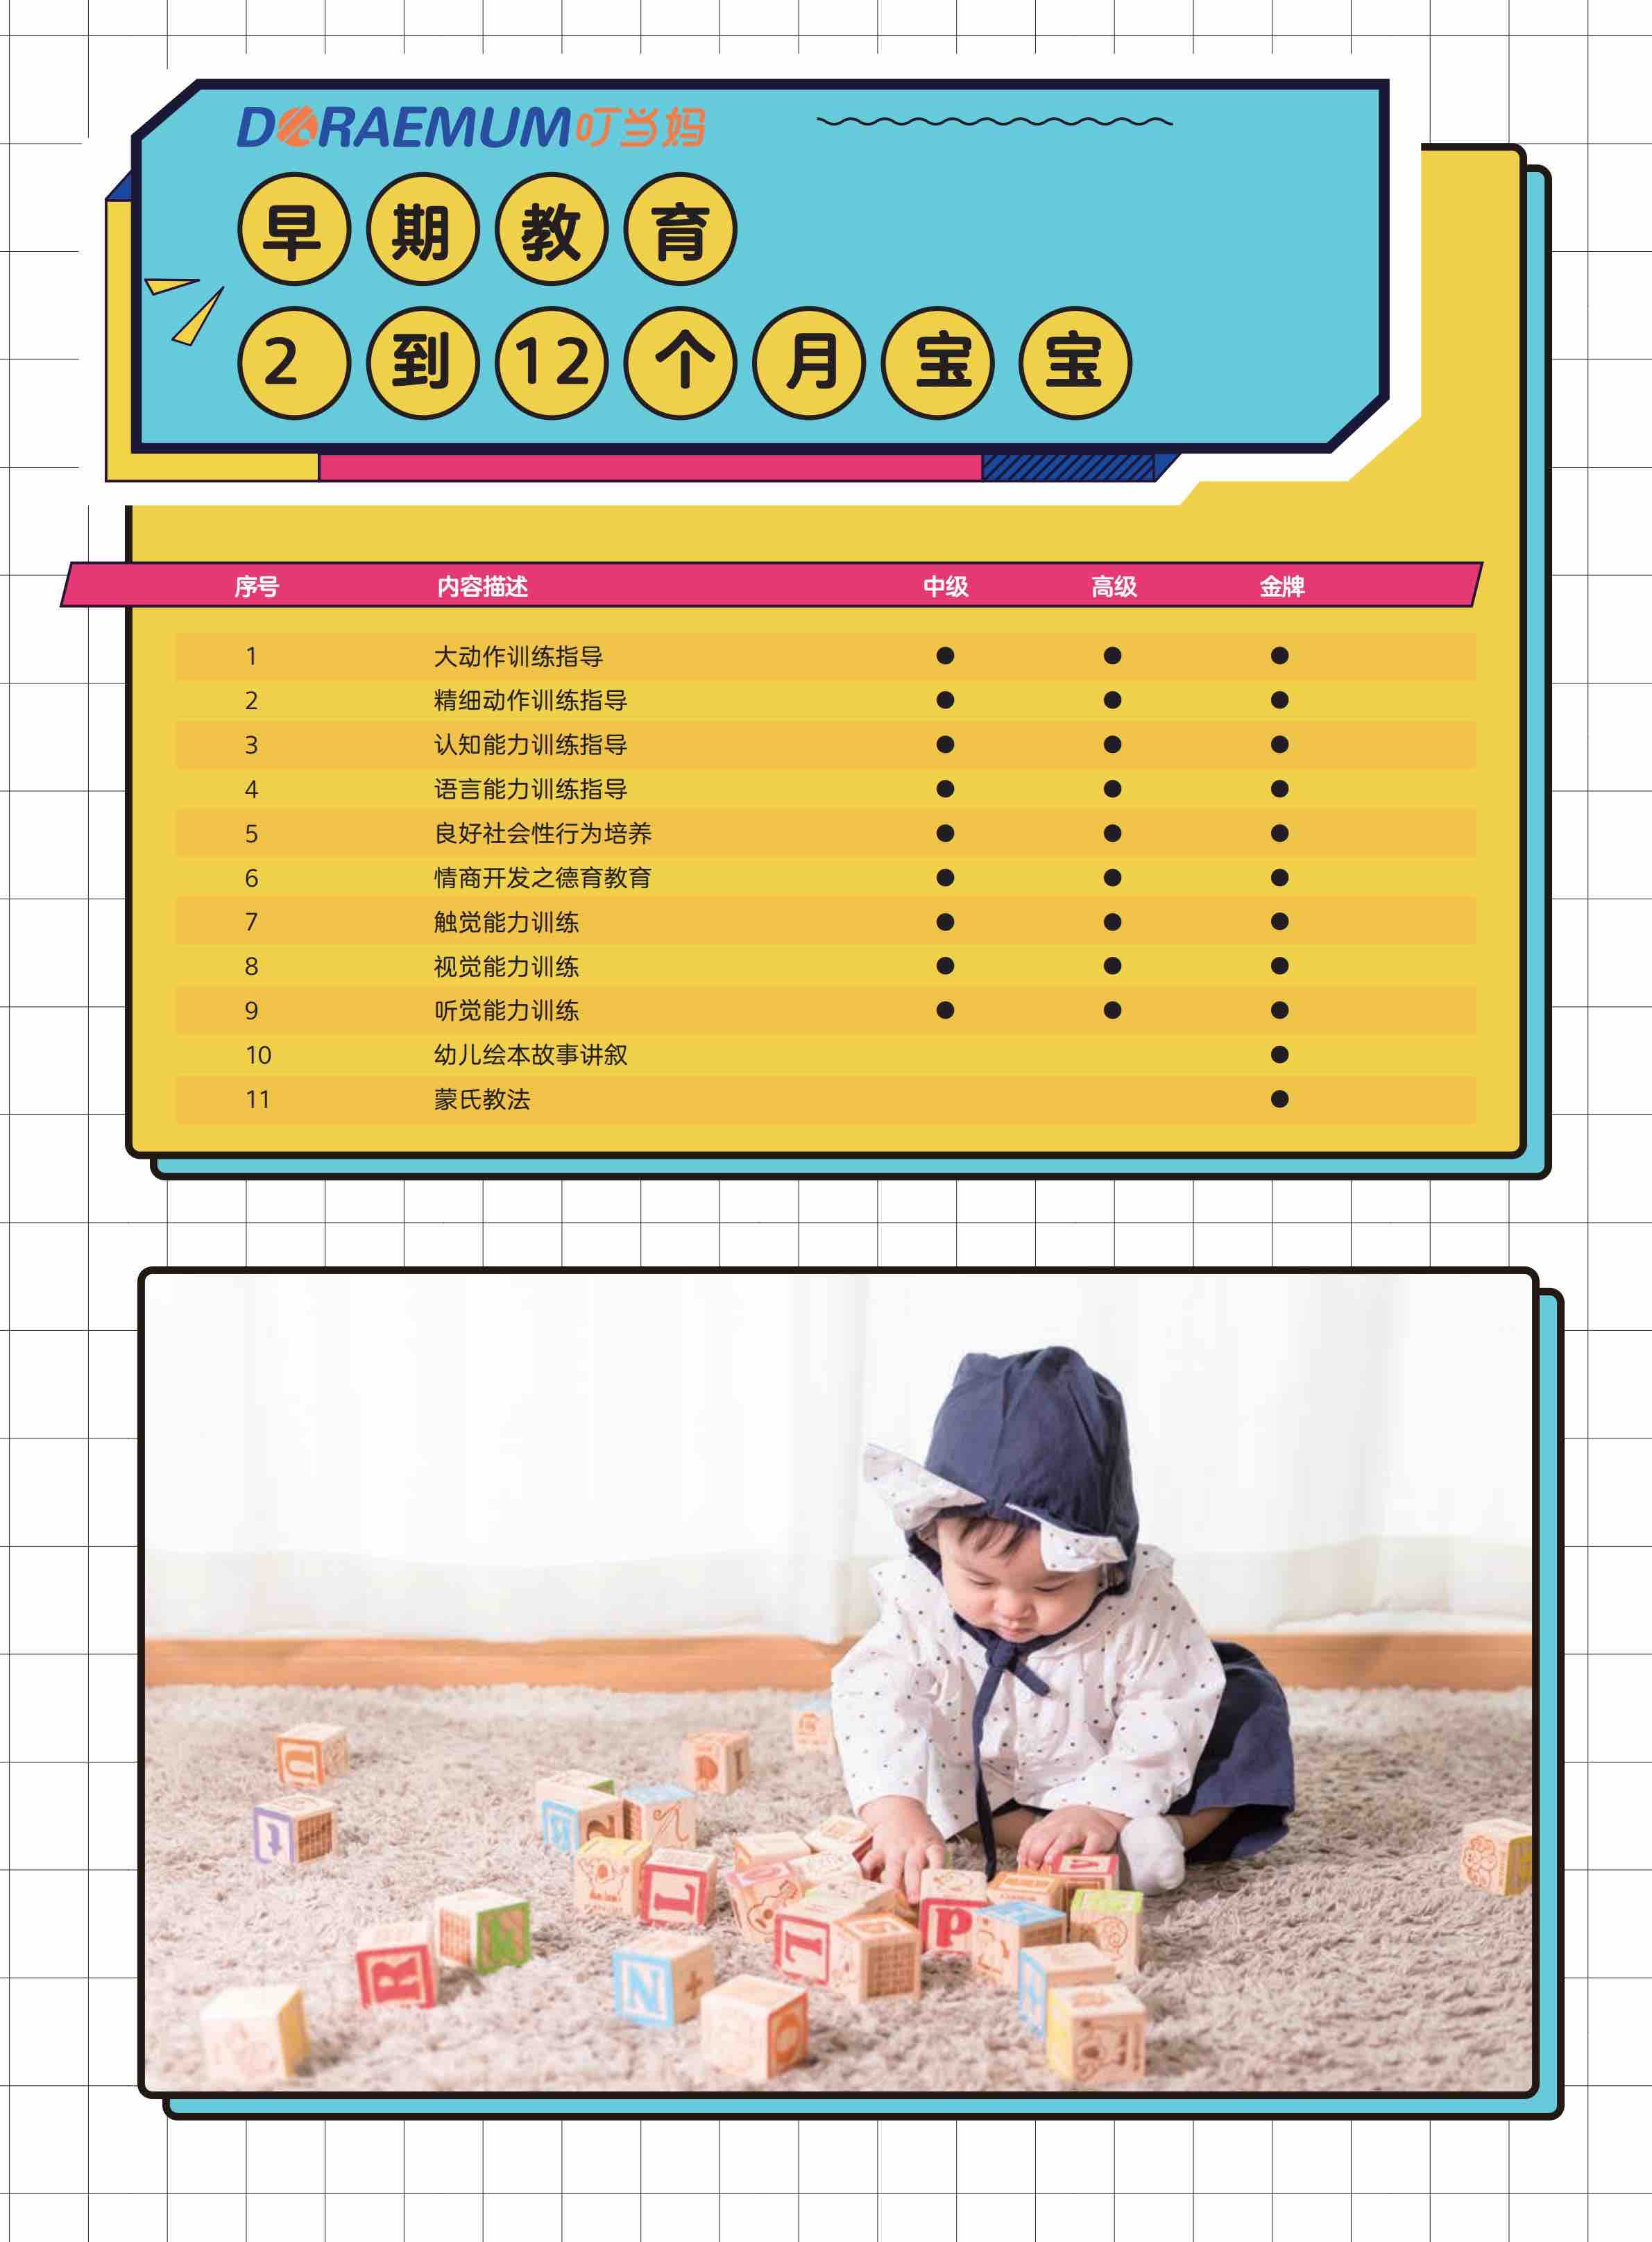 DORAEMUM叮当妈
早期教育
2到12个月宝宝
序号 内容描述 中级 高级 金牌
1 大动作训练指导 ● ● ●
2 精细动作训练指导 ● ● ●
3 认知能力训练指导 ● ● ●
4 语言能力训练指导 ● ● ●
5 良好社会性行为培养 ● ● ●
6 情商开发之德育教育 ● ● ●
7 触觉能力训练 ● ● ●
8 视觉能力训练 ● ● ●
9 听觉能力训练 ● ● ●
10 幼儿绘本故事讲叙 ●
11 蒙氏教法 ●
U
L
R
N
P